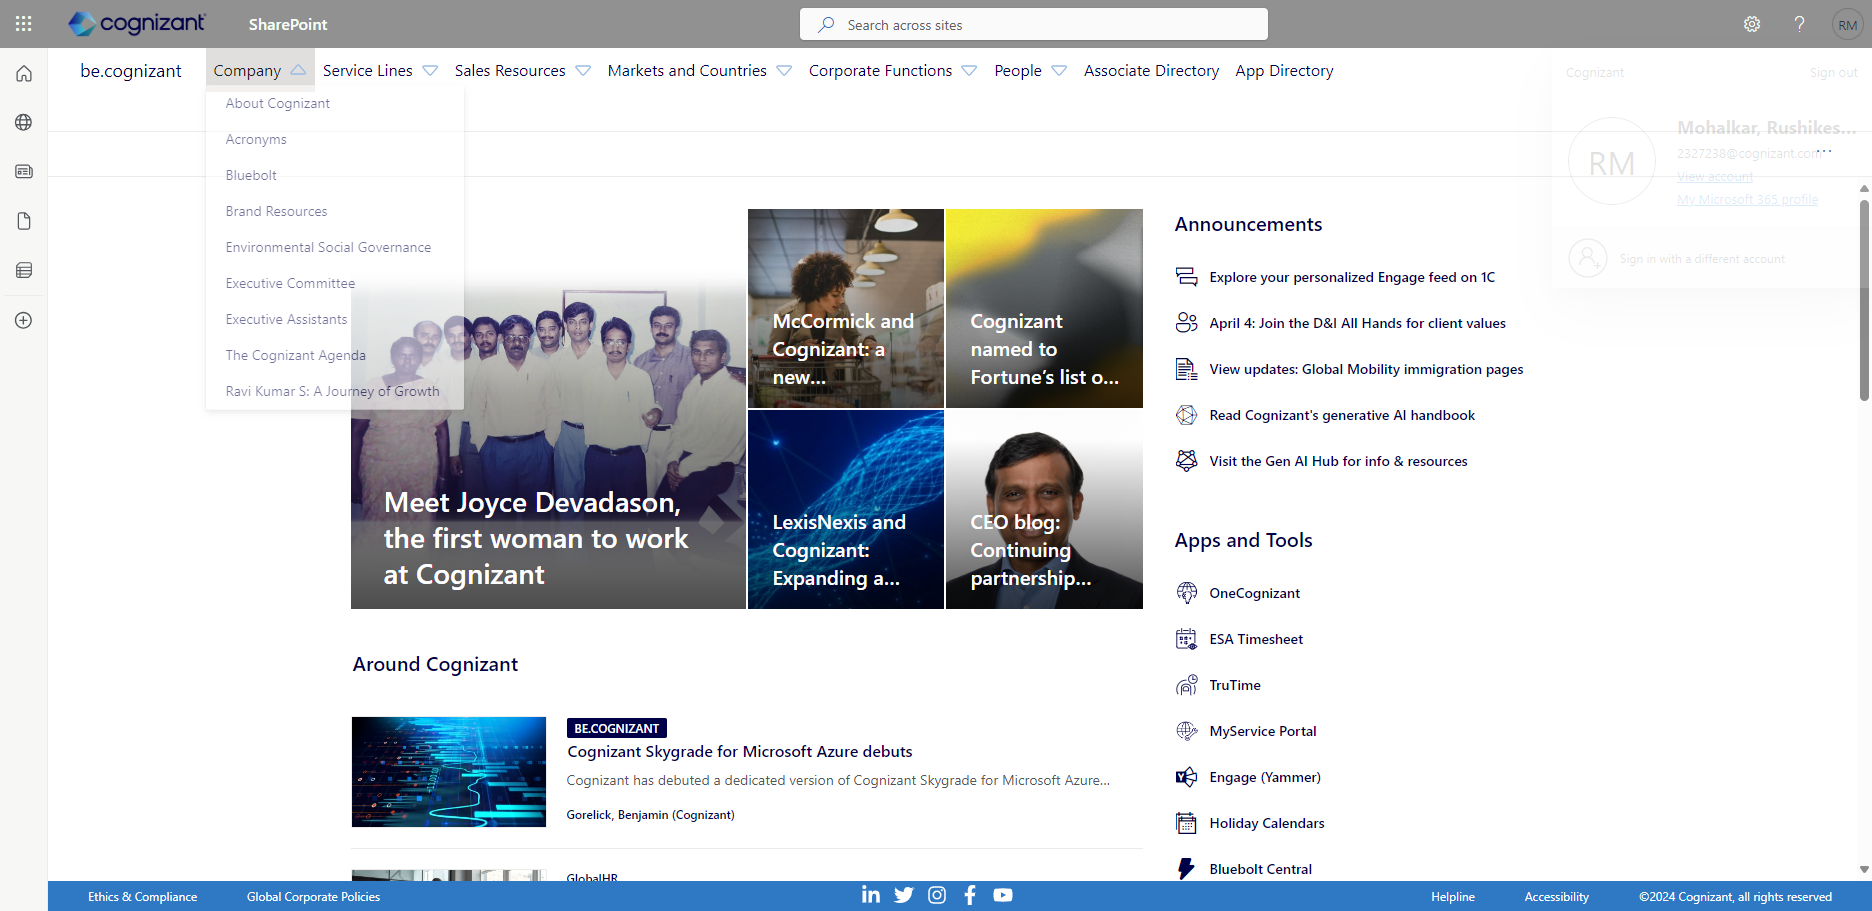 cognizant
SharePoint
Search across sites
RM
be.cognizant
Company
Service Lines
Sales Resources
Markets and Countries
Corporate Functions
People
Associate Directory
App Directory
Cognizant
Sign out
About Cognizant
Acronyms
Bluebolt
Brand Resources
Environmental Social Governance
Executive Committee
Executive Assistants
The Cognizant Agenda
Ravi Kumar S: A Journey of Growth
RM
Mohalkar, Rushikes...
2327238@cognizant.com
...
View account
My Microsoft 365 profile
Sign in with a different account
Meet Joyce Devadason,
the first woman to work
at Cognizant
McCormick and
Cognizant: a
new...
Cognizant
named to
Fortune’s list o...
LexisNexis and
Cognizant:
Expanding a...
CEO blog:
Continuing
partnership...
Announcements
Explore your personalized Engage feed on 1C
April 4: Join the D&I All Hands for client values
View updates: Global Mobility immigration pages
Read Cognizant's generative AI handbook
Visit the Gen AI Hub for info & resources
Apps and Tools
OneCognizant
ESA Timesheet
TruTime
MyService Portal
Engage (Yammer)
Holiday Calendars
Bluebolt Central
Around Cognizant
BE.COGNIZANT
Cognizant Skygrade for Microsoft Azure debuts
Cognizant has debuted a dedicated version of Cognizant Skygrade for Microsoft Azure...
Gorelick, Benjamin (Cognizant)
GlobalHR
Ethics & Compliance
Global Corporate Policies
Helpline
Accessibility
©2024 Cognizant, all rights reserved